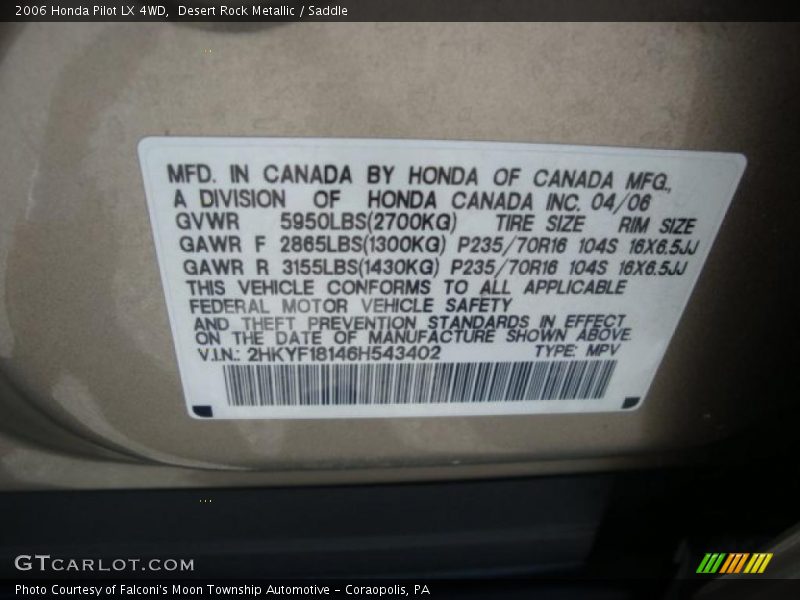 2006 Honda Pilot LX 4WD,  Desert Rock Metallic / Saddle
MFD. IN CANADA BY HONDA OF CANADA MFG.,
A DIVISION OF HONDA CANADA INC. 04/06
GVWR 5950LBS(2700KG) TIRE SIZE RIM SIZE
GAWR F 2865LBS(1300KG) P235/70R16 104S 16X6.5JJ
GAWR R 3155LBS(1430KG) P235/70R16 104S 16X6.5JJ
THIS VEHICLE CONFORMS TO ALL APPLICABLE
FEDERAL MOTOR VEHICLE SAFETY
AND THEFT PREVENTION STANDARDS IN EFFECT
ON THE DATE OF MANUFACTURE SHOWN ABOVE.
V.I.N.: 2HKYF18146H543402 TYPE: MPV
GTCARLOT.COM
Photo Courtesy of Falconi's Moon Township Automotive - Coraopolis, PA